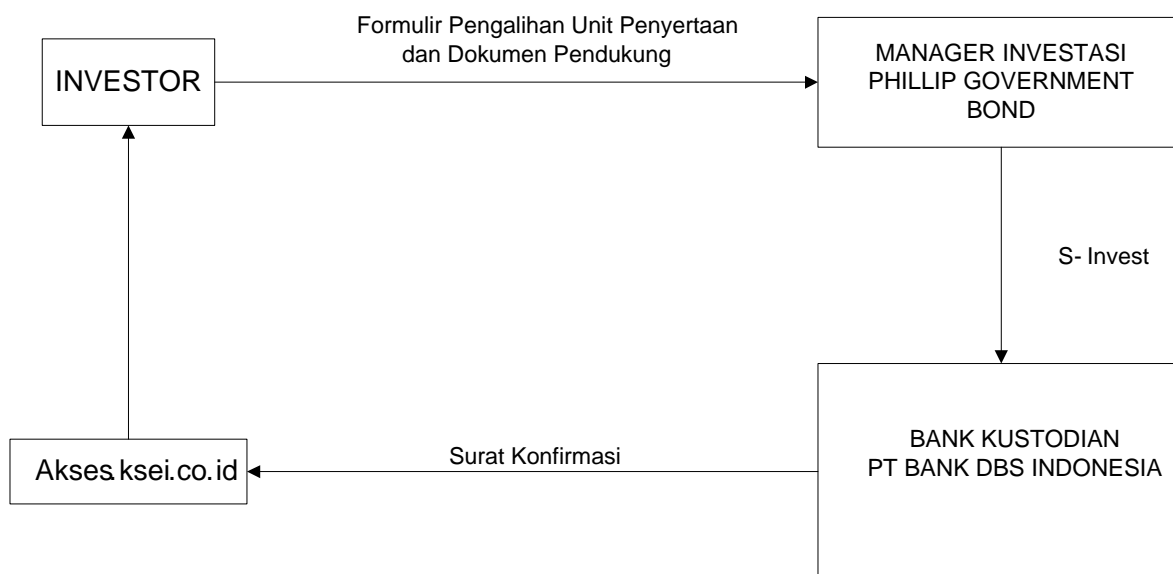 Formulir Pengalihan Unit Penyertaan
dan Dokumen Pendukung
INVESTOR
MANAGER INVESTASI
PHILLIP GOVERNMENT
BOND
S- Invest
BANK KUSTODIAN
PT BANK DBS INDONESIA
Surat Konfirmasi
Akses.ksei.co.id